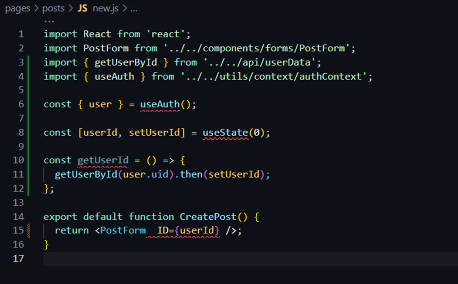 pages > posts > JS new.js > ...
...
1 import React from 'react';
2 import PostForm from '../../components/forms/PostForm';
3 import { getUserById } from '../../api/userData';
4 import { useAuth } from '../../utils/context/authContext';
5
6 const { user } = useAuth();
7
8 const [userId, setUserId] = useState(0);
9
10 const getUserId = () => {
11   getUserById(user.uid).then(setUserId);
12 };
13
14 export default function CreatePost() {
15   return <PostForm  ID={userId} />;
16 }
17